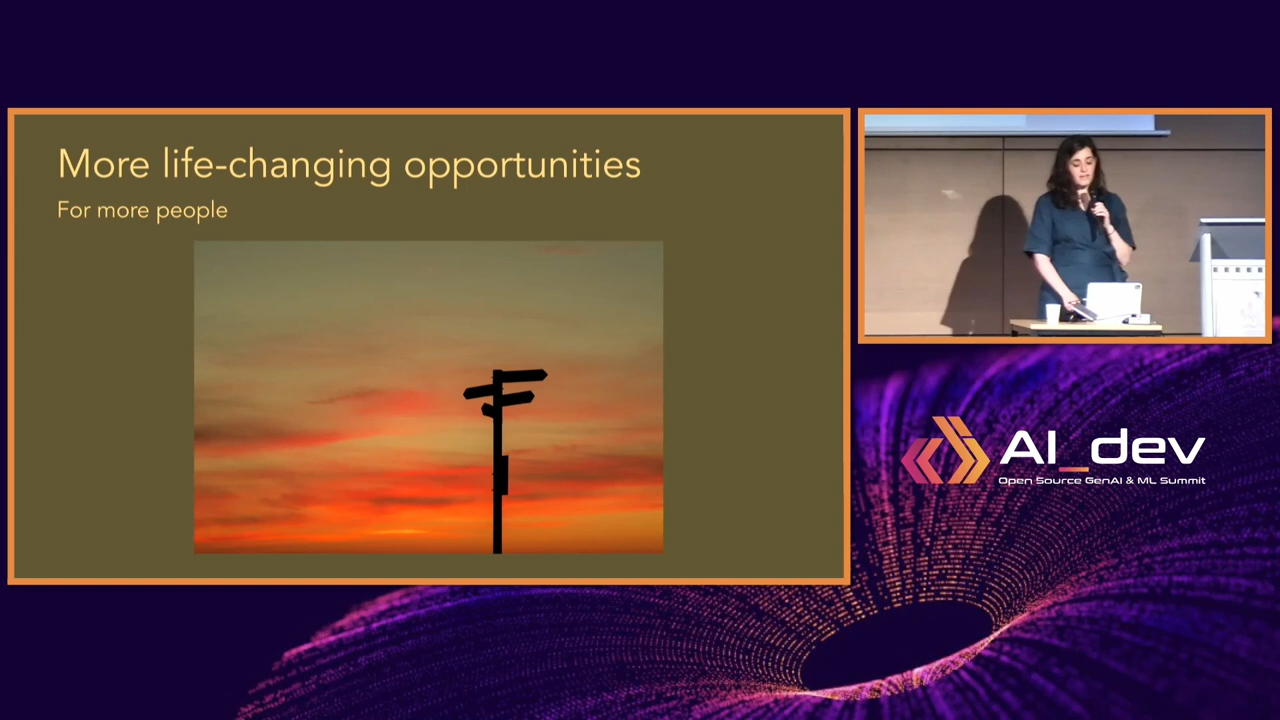 More life-changing opportunities
For more people
AI_dev
Open Source GenAI & ML Summit